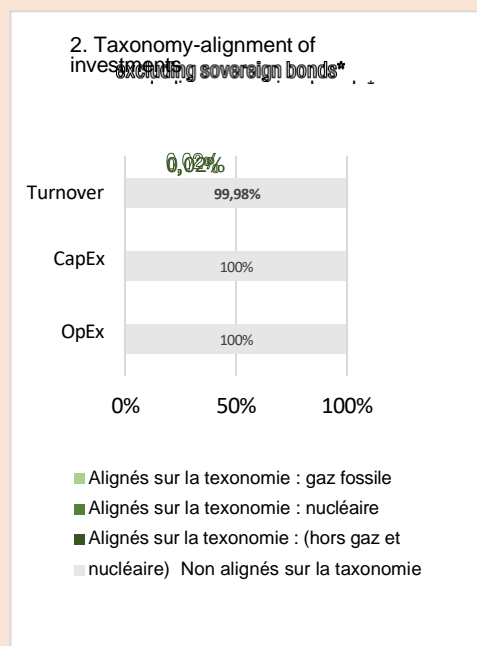 2. Taxonomy-alignment of
investments
excluding sovereign bonds*
0,02%
Turnover
99,98%
CapEx
100%
OpEx
100%
0% 50% 100%
Alignés sur la texonomie : gaz fossile
Alignés sur la texonomie : nucléaire
Alignés sur la texonomie : (hors gaz et
nucléaire) Non alignés sur la taxonomie